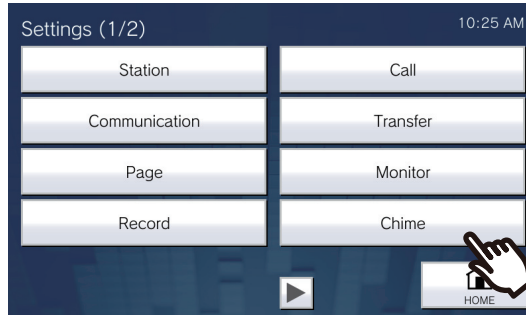 Settings (1/2)
10:25 AM
Station
Call
Communication
Transfer
Page
Monitor
Record
Chime
HOME